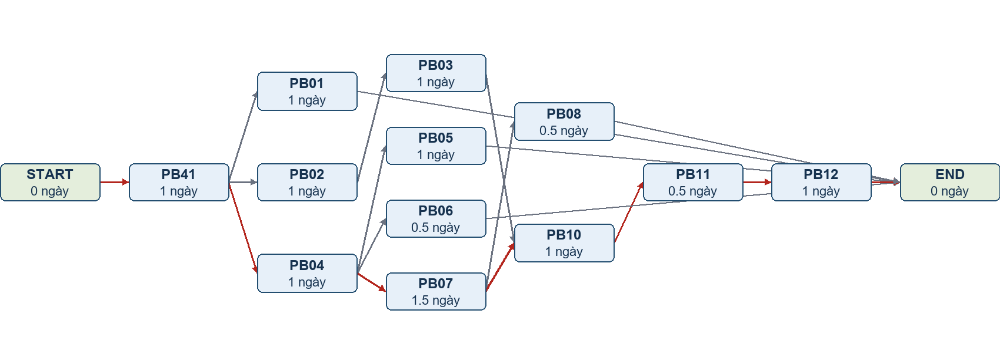 START
0 ngày
PB41
1 ngày
PB01
1 ngày
PB02
1 ngày
PB04
1 ngày
PB03
1 ngày
PB05
1 ngày
PB06
0.5 ngày
PB07
1.5 ngày
PB08
0.5 ngày
PB10
1 ngày
PB11
0.5 ngày
PB12
1 ngày
END
0 ngày